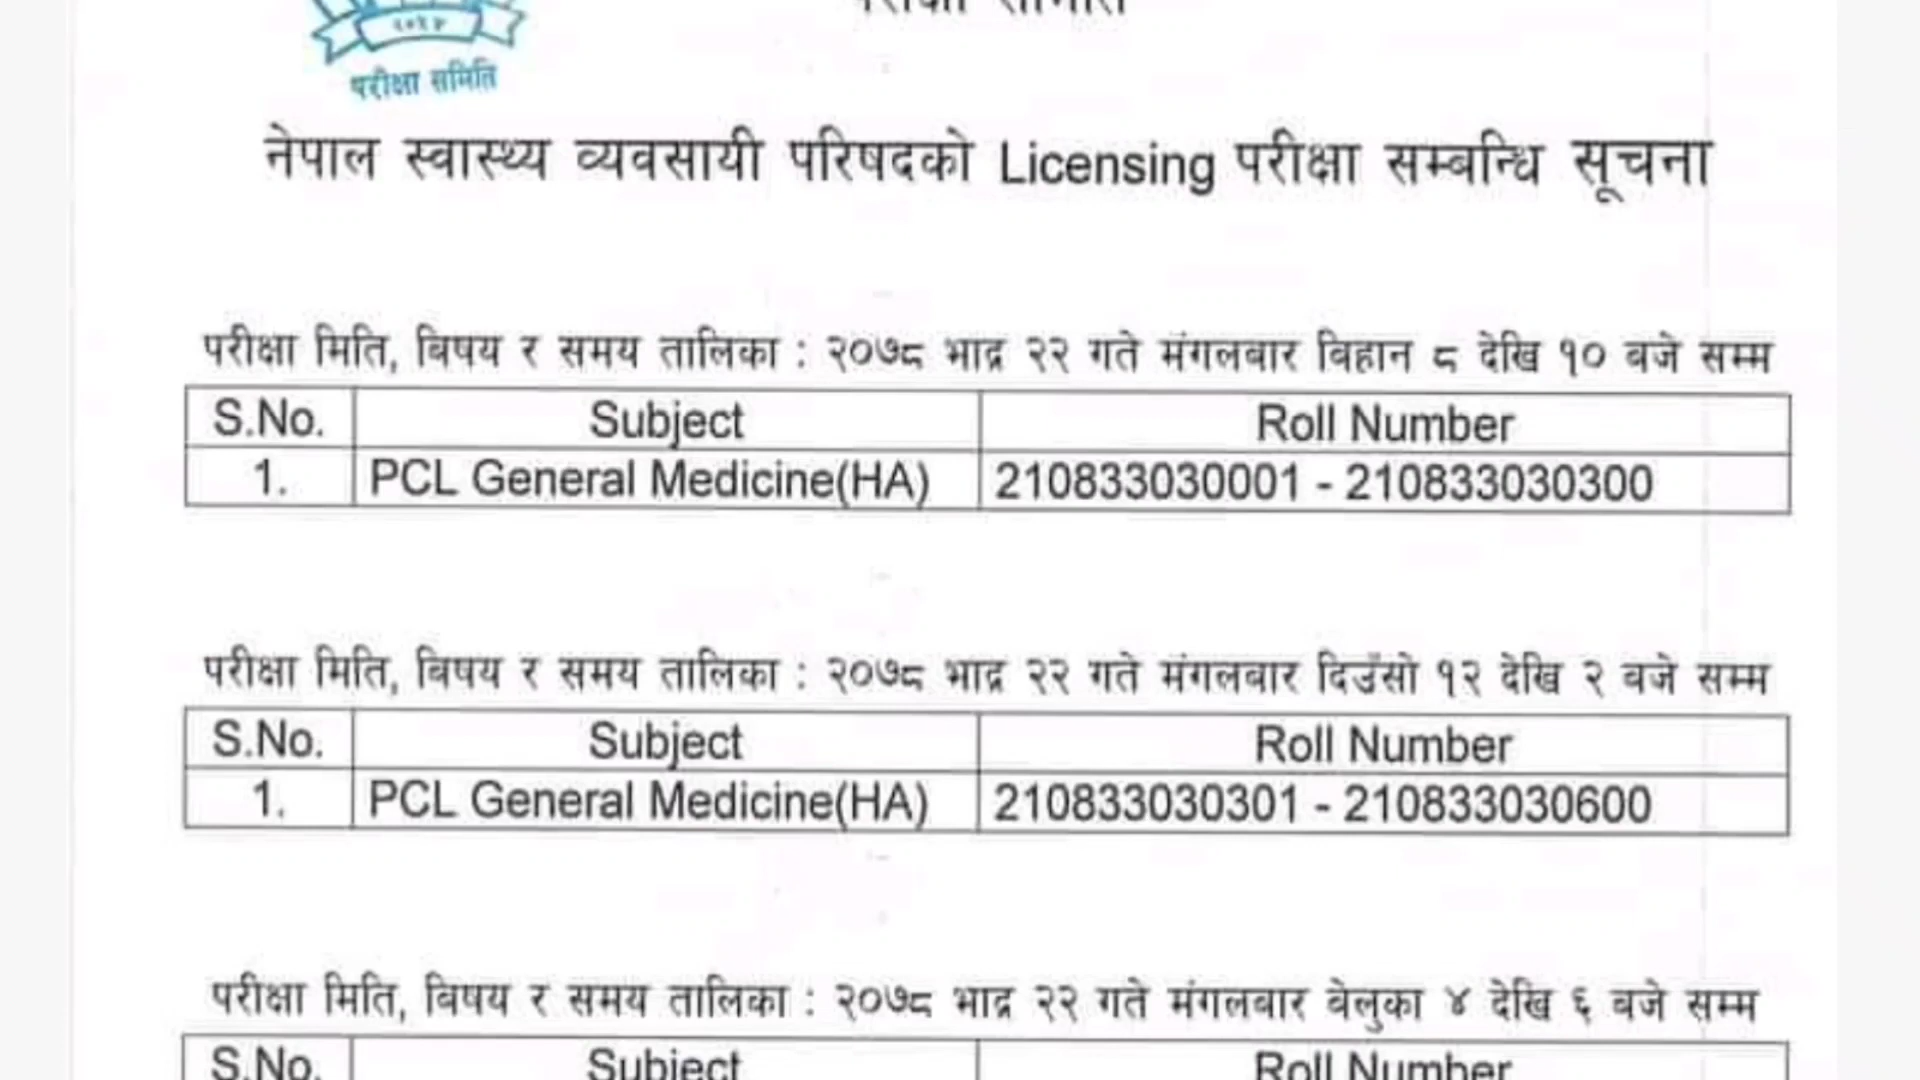 २०१४
परीक्षा समिति
परीक्षा समिति
नेपाल स्वास्थ्य व्यवसायी परिषदको Licensing परीक्षा सम्बन्धि सूचना
परीक्षा मिति, विषय र समय तालिका : २०७८ भाद्र २२ गते मंगलबार बिहान ८ देखि १० बजे सम्म
S.No. Subject Roll Number
1. PCL General Medicine(HA) 210833030001 - 210833030300
परीक्षा मिति, विषय र समय तालिका : २०७८ भाद्र २२ गते मंगलबार दिउँसो १२ देखि २ बजे सम्म
S.No. Subject Roll Number
1. PCL General Medicine(HA) 210833030301 - 210833030600
परीक्षा मिति, विषय र समय तालिका : २०७८ भाद्र २२ गते मंगलबार बेलुका ४ देखि ६ बजे सम्म
S.No. Subject Roll Number